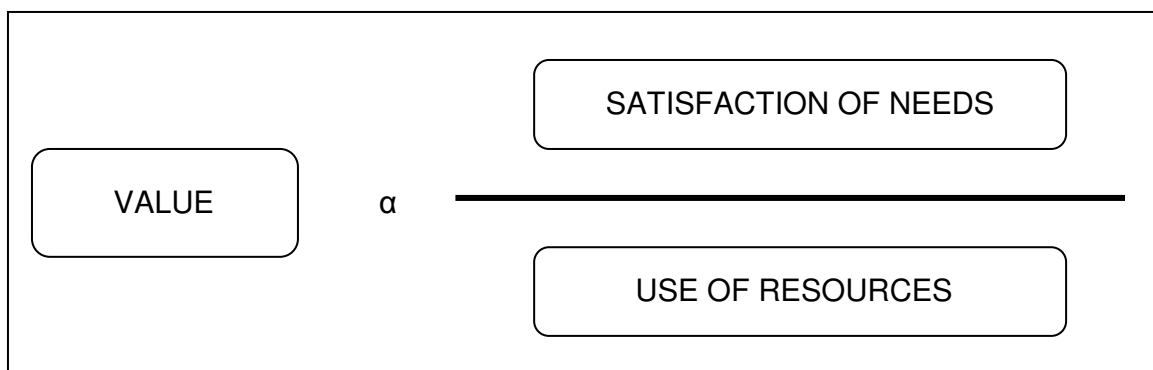 SATISFACTION OF NEEDS
VALUE α
USE OF RESOURCES